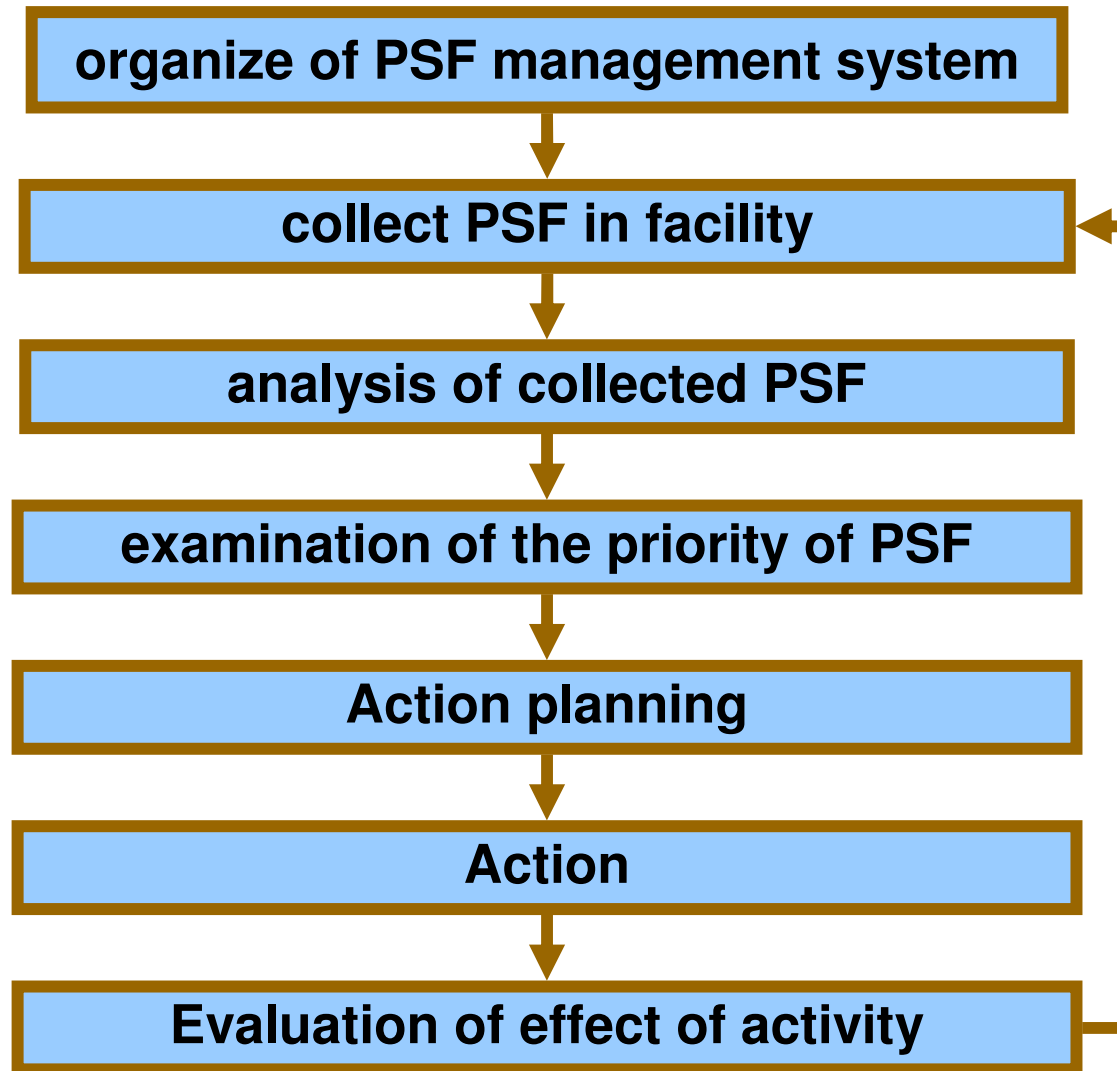 organize of PSF management system
collect PSF in facility
analysis of collected PSF
examination of the priority of PSF
Action planning
Action
Evaluation of effect of activity